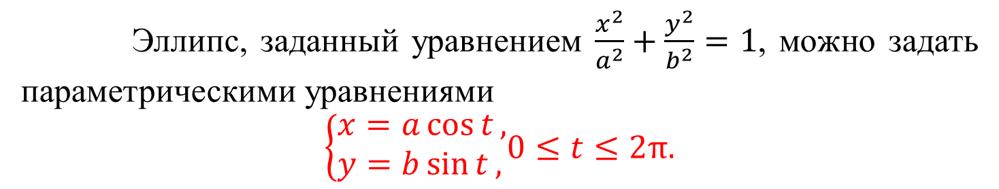 Эллипс, заданный уравнением x²/a² + y²/b² = 1, можно задать
параметрическими уравнениями
{x = a cos t ,
y = b sin t , 0 ≤ t ≤ 2π.